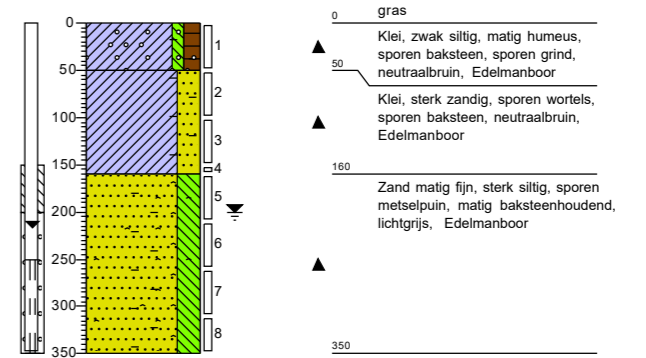 gras
0
0
Klei, zwak siltig, matig humeus,
sporen baksteen, sporen grind,
neutraalbruin, Edelmanboor
1
50
50
Klei, sterk zandig, sporen wortels,
sporen baksteen, neutraalbruin,
Edelmanboor
2
100
3
150
4
160
Zand matig fijn, sterk siltig, sporen
metselpuin, matig baksteenhoudend,
lichtgrijs, Edelmanboor
5
200
6
250
7
300
8
350
350